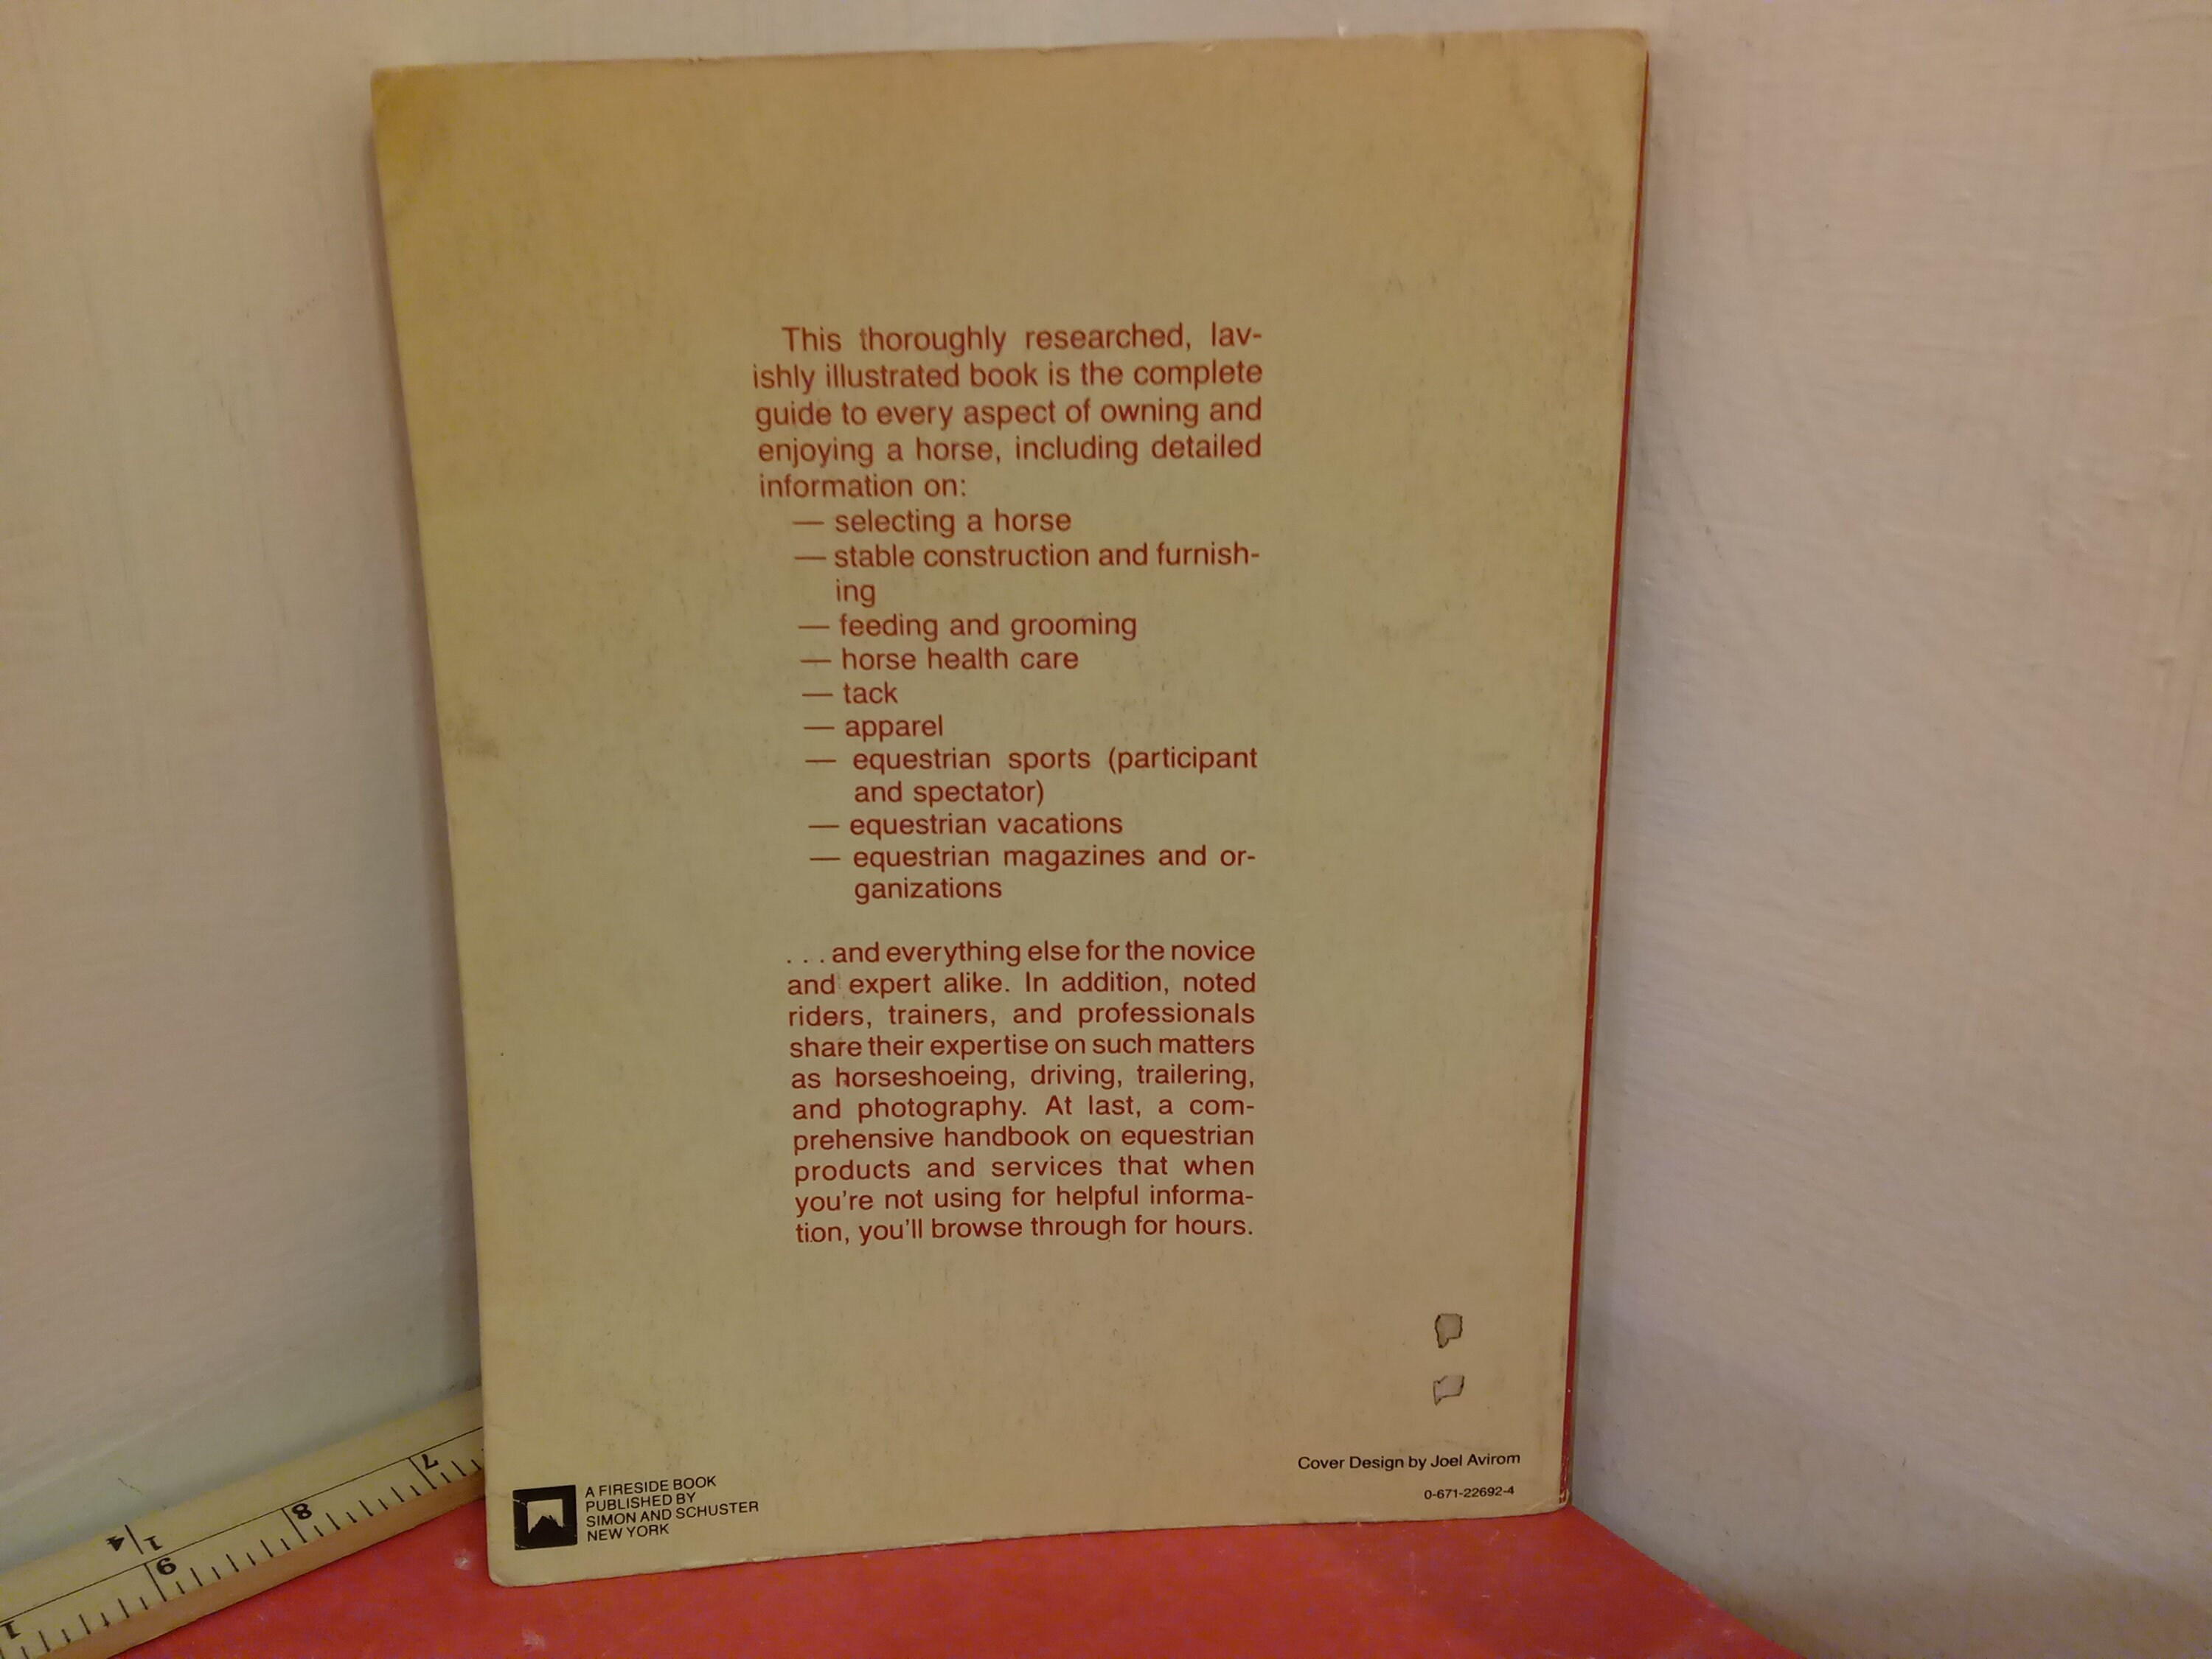 This thoroughly researched, lav-
ishly illustrated book is the complete
guide to every aspect of owning and
enjoying a horse, including detailed
information on:
— selecting a horse
— stable construction and furnish-
ing
— feeding and grooming
— horse health care
— tack
— apparel
— equestrian sports (participant
and spectator)
— equestrian vacations
— equestrian magazines and or-
ganizations
. . . and everything else for the novice
and expert alike. In addition, noted
riders, trainers, and professionals
share their expertise on such matters
as horseshoeing, driving, trailering,
and photography. At last, a com-
prehensive handbook on equestrian
products and services that when
you're not using for helpful informa-
tion, you'll browse through for hours.
Cover Design by Joel Avirom
0-671-22692-4
A FIRESIDE BOOK
PUBLISHED BY
SIMON AND SCHUSTER
NEW YORK
7
8
1/4
9
1